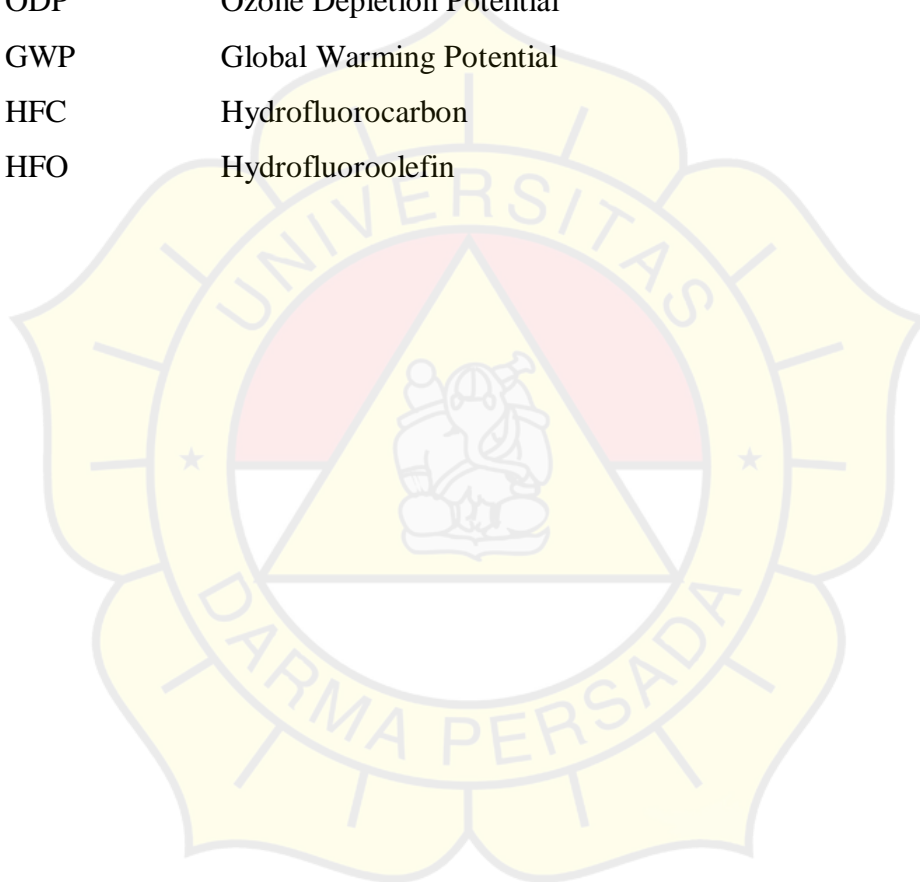 ODP Ozone Depletion Potential
GWP Global Warming Potential
HFC Hydrofluorocarbon
HFO Hydrofluoroolefin
UNIVERSITAS
DARMA PERSADA